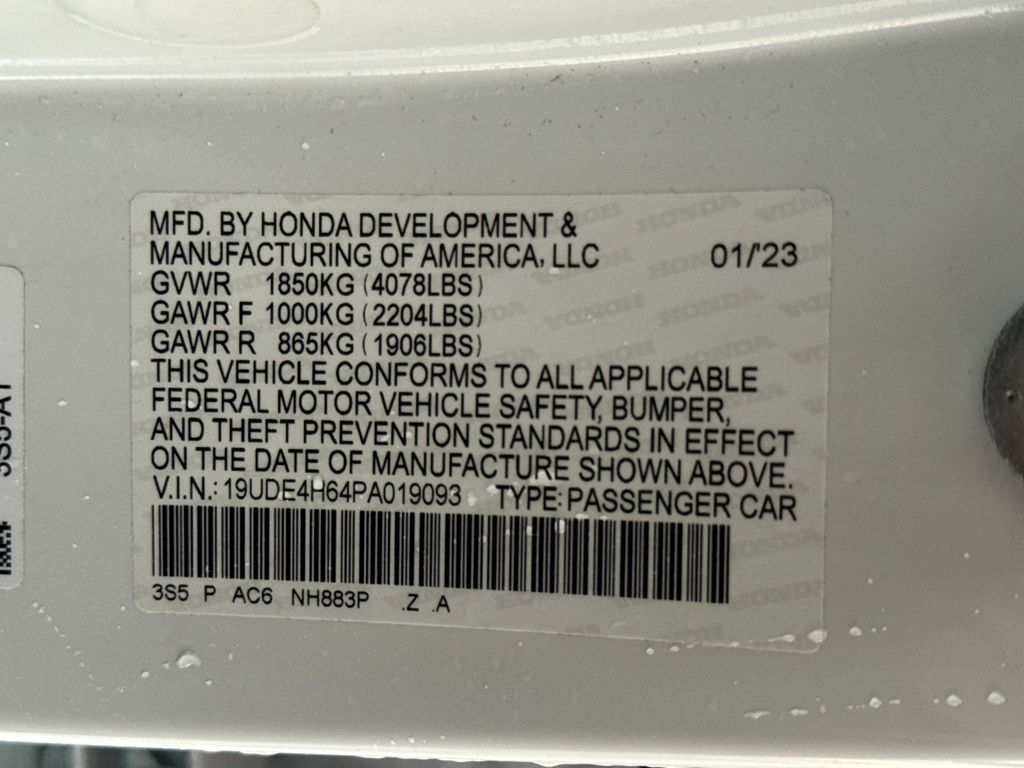 MFD. BY HONDA DEVELOPMENT &
MANUFACTURING OF AMERICA, LLC 01/'23
GVWR 1850KG (4078LBS)
GAWR F 1000KG (2204LBS)
GAWR R 865KG (1906LBS)
THIS VEHICLE CONFORMS TO ALL APPLICABLE
FEDERAL MOTOR VEHICLE SAFETY, BUMPER,
AND THEFT PREVENTION STANDARDS IN EFFECT
ON THE DATE OF MANUFACTURE SHOWN ABOVE.
V.I.N.: 19UDE4H64PA019093 TYPE: PASSENGER CAR
3S5 P AC6 NH883P .Z .A
3S5-A1